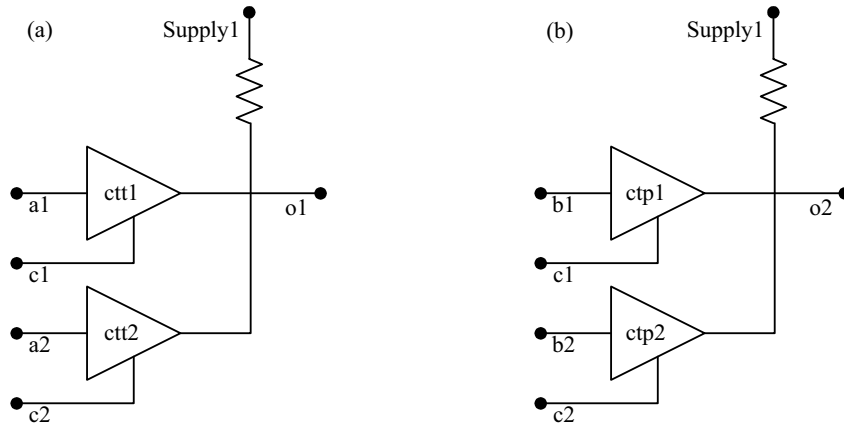 (a)
Supply1
ctt1
a1
o1
c1
ctt2
a2
c2
(b)
Supply1
ctp1
b1
o2
c1
ctp2
b2
c2